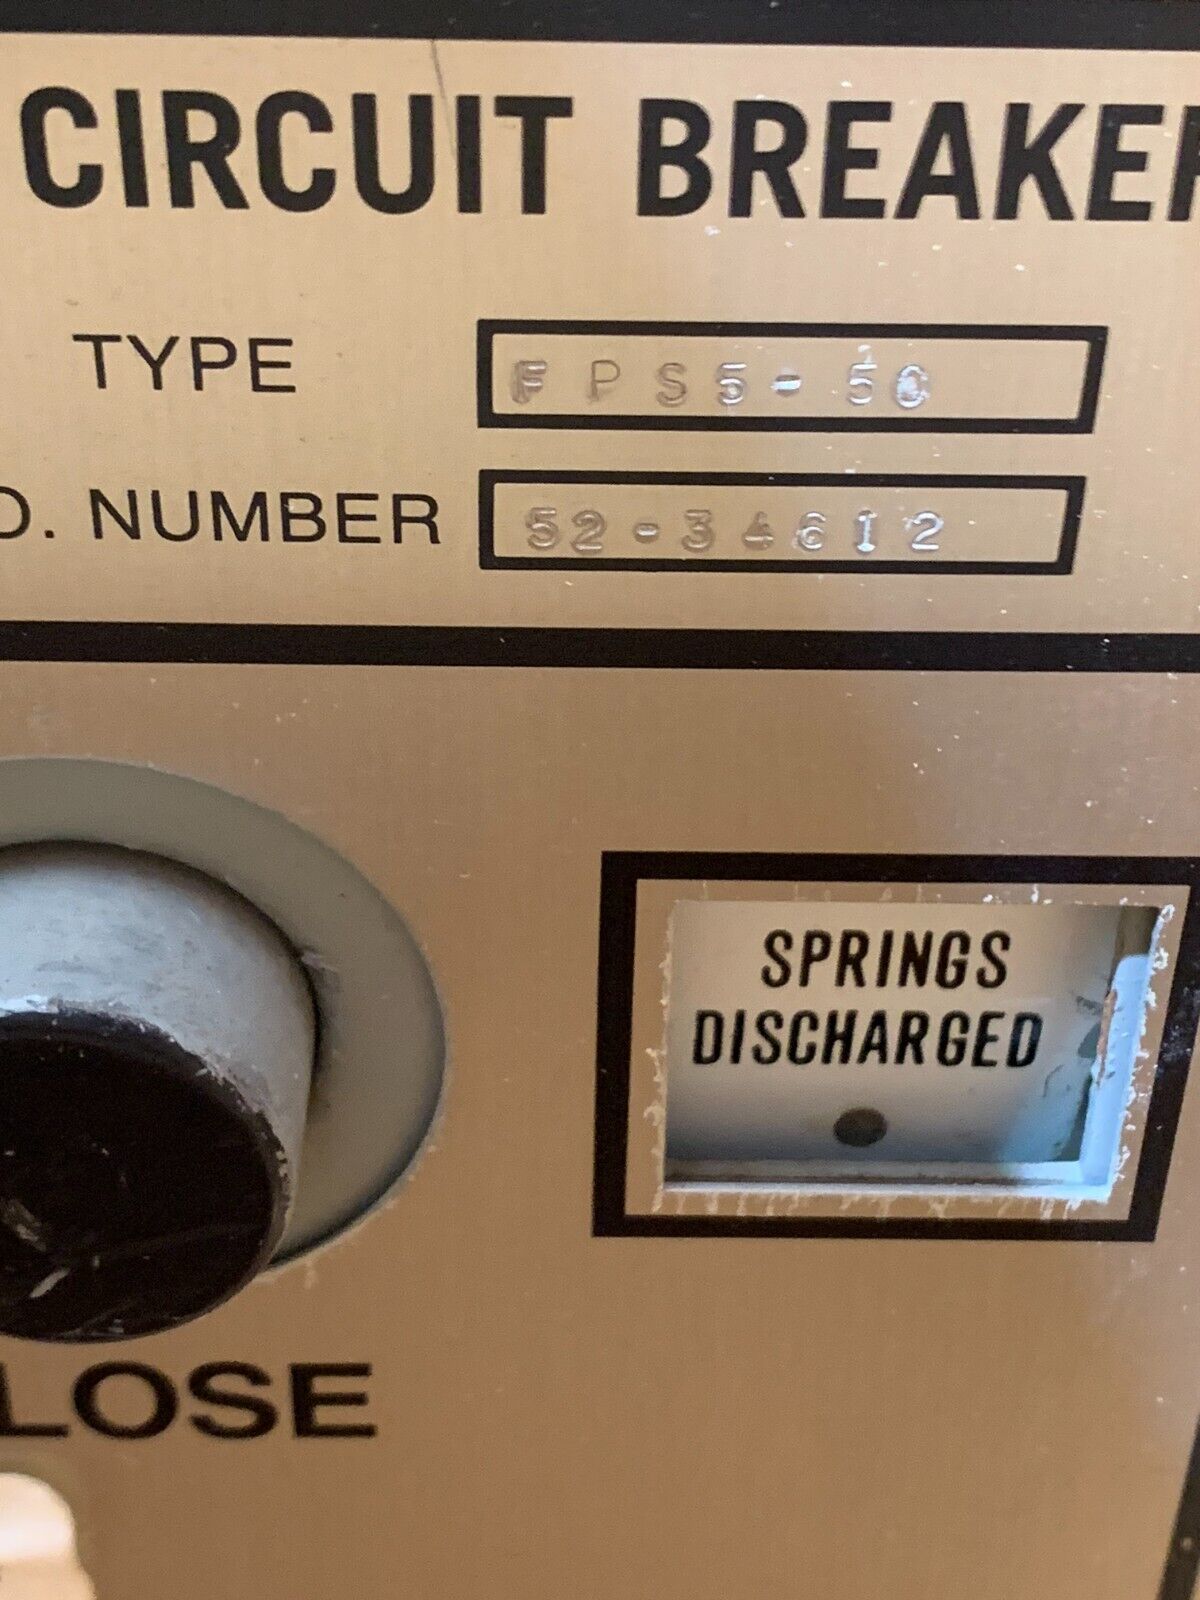 CIRCUIT BREAKER
TYPE FPS5-50
O. NUMBER 52-34612
SPRINGS
DISCHARGED
LOSE